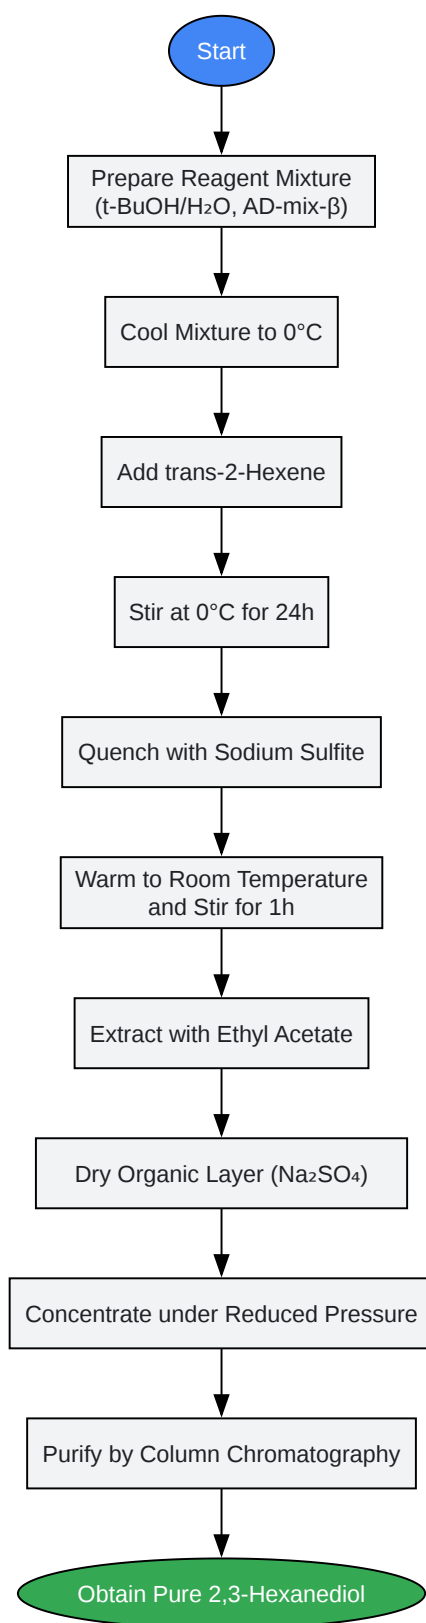 Start
Prepare Reagent Mixture
(t-BuOH/H₂O, AD-mix-β)
Cool Mixture to 0°C
Add trans-2-Hexene
Stir at 0°C for 24h
Quench with Sodium Sulfite
Warm to Room Temperature
and Stir for 1h
Extract with Ethyl Acetate
Dry Organic Layer (Na₂SO₄)
Concentrate under Reduced Pressure
Purify by Column Chromatography
Obtain Pure 2,3-Hexanediol